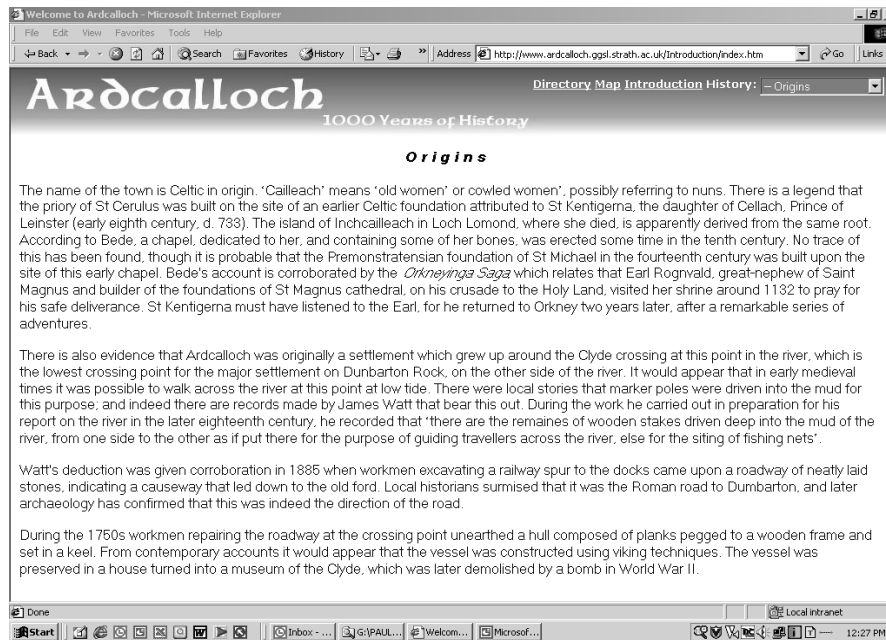 Welcome to Ardcalloch - Microsoft Internet Explorer
File Edit View Favorites Tools Help
Back Search Favorites History » Address http://www.ardcalloch.ggsl.strath.ac.uk/Introduction/index.htm Go Links
Ardcalloch
Directory Map Introduction History: – Origins
1000 Years of History
Origins
The name of the town is Celtic in origin. ‘Cailleach’ means ‘old women’ or cowled women’, possibly referring to nuns. There is a legend that
the priory of St Cerulus was built on the site of an earlier Celtic foundation attributed to St Kentigerna, the daughter of Cellach, Prince of
Leinster (early eighth century, d. 733). The island of Inchcailleach in Loch Lomond, where she died, is apparently derived from the same root.
According to Bede, a chapel, dedicated to her, and containing some of her bones, was erected some time in the tenth century. No trace of
this has been found, though it is probable that the Premonstratensian foundation of St Michael in the fourteenth century was built upon the
site of this early chapel. Bede's account is corroborated by the Orkneyinga Saga which relates that Earl Rognvald, great-nephew of Saint
Magnus and builder of the foundations of St Magnus cathedral, on his crusade to the Holy Land, visited her shrine around 1132 to pray for
his safe deliverance. St Kentigerna must have listened to the Earl, for he returned to Orkney two years later, after a remarkable series of
adventures.
There is also evidence that Ardcalloch was originally a settlement which grew up around the Clyde crossing at this point in the river, which is
the lowest crossing point for the major settlement on Dunbarton Rock, on the other side of the river. It would appear that in early medieval
times it was possible to walk across the river at this point at low tide. There were local stories that marker poles were driven into the mud for
this purpose; and indeed there are records made by James Watt that bear this out. During the work he carried out in preparation for his
report on the river in the later eighteenth century, he recorded that ‘there are the remaines of wooden stakes driven deep into the mud of the
river, from one side to the other as if put there for the purpose of guiding travellers across the river, else for the siting of fishing nets’.
Watt's deduction was given corroboration in 1885 when workmen excavating a railway spur to the docks came upon a roadway of neatly laid
stones, indicating a causeway that led down to the old ford. Local historians surmised that it was the Roman road to Dumbarton, and later
archaeology has confirmed that this was indeed the direction of the road.
During the 1750s workmen repairing the roadway at the crossing point unearthed a hull composed of planks pegged to a wooden frame and
set in a keel. From contemporary accounts it would appear that the vessel was constructed using viking techniques. The vessel was
preserved in a house turned into a museum of the Clyde, which was later demolished by a bomb in World War II.
Done Local intranet
Start Inbox - ... G:\PAUL... Welcom... Microsof... 12:27 PM